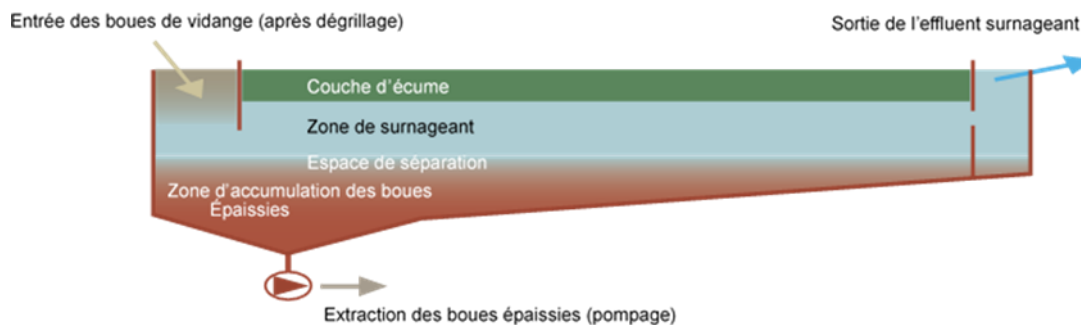 Entrée des boues de vidange (après dégrillage)
Sortie de l'effluent surnageant
Couche d'écume
Zone de surnageant
Espace de séparation
Zone d'accumulation des boues
Épaissies
Extraction des boues épaissies (pompage)